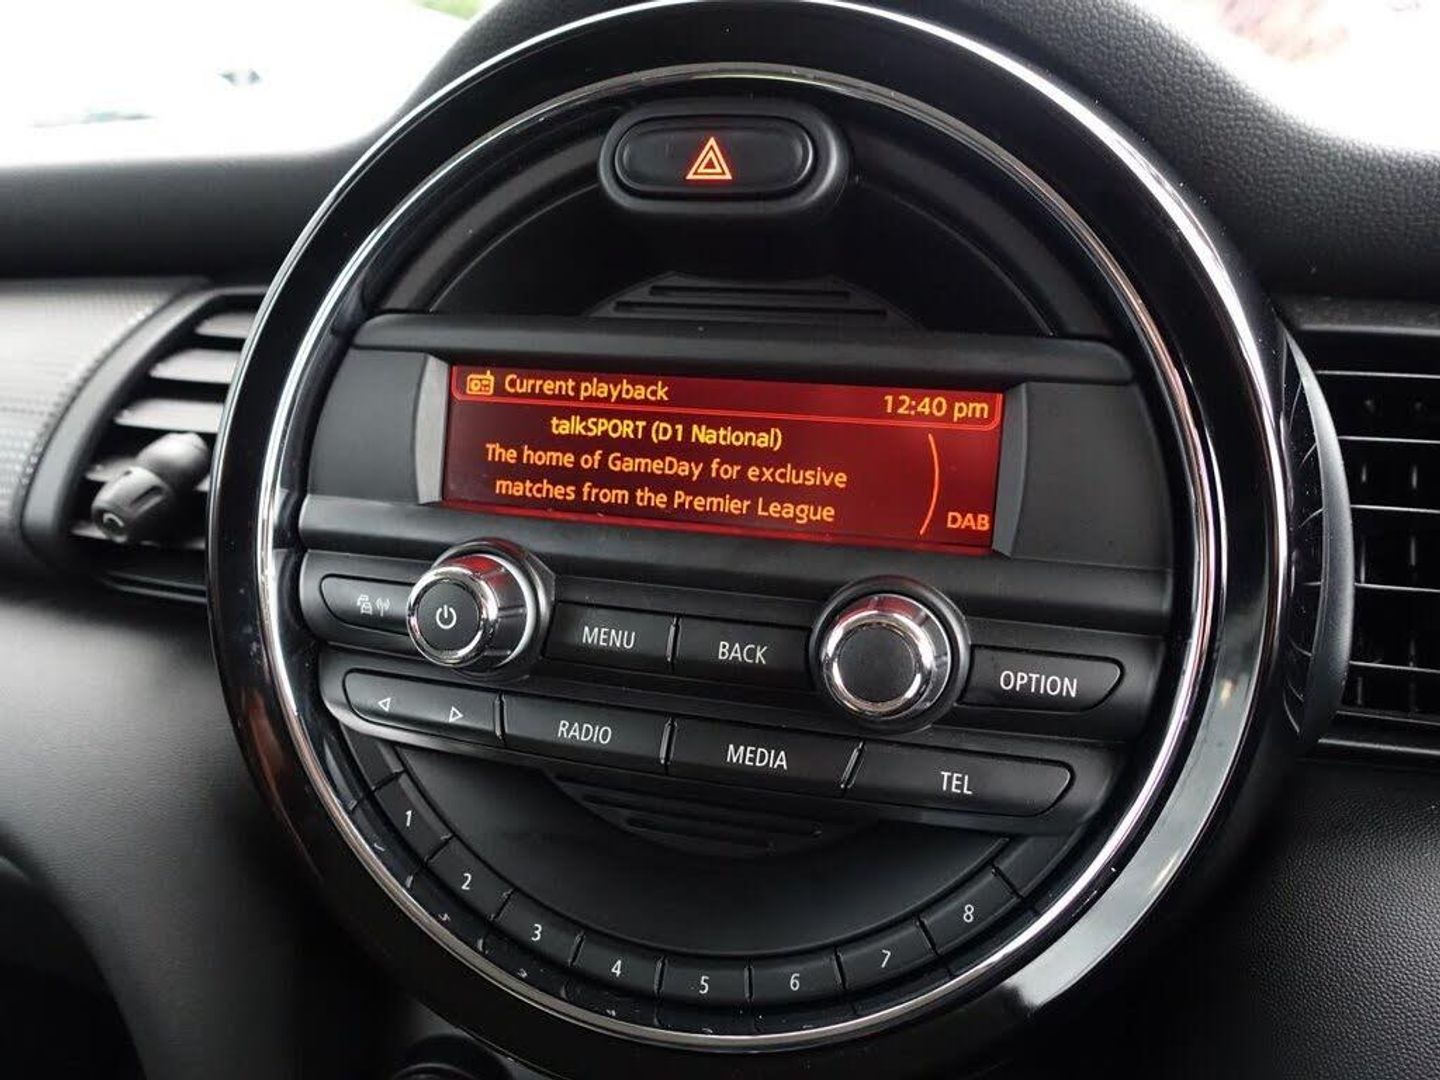 Current playback
12:40 pm
talkSPORT (D1 National)
The home of GameDay for exclusive
matches from the Premier League
DAB
MENU
BACK
OPTION
RADIO
MEDIA
TEL
1
2
3
4
5
6
7
8